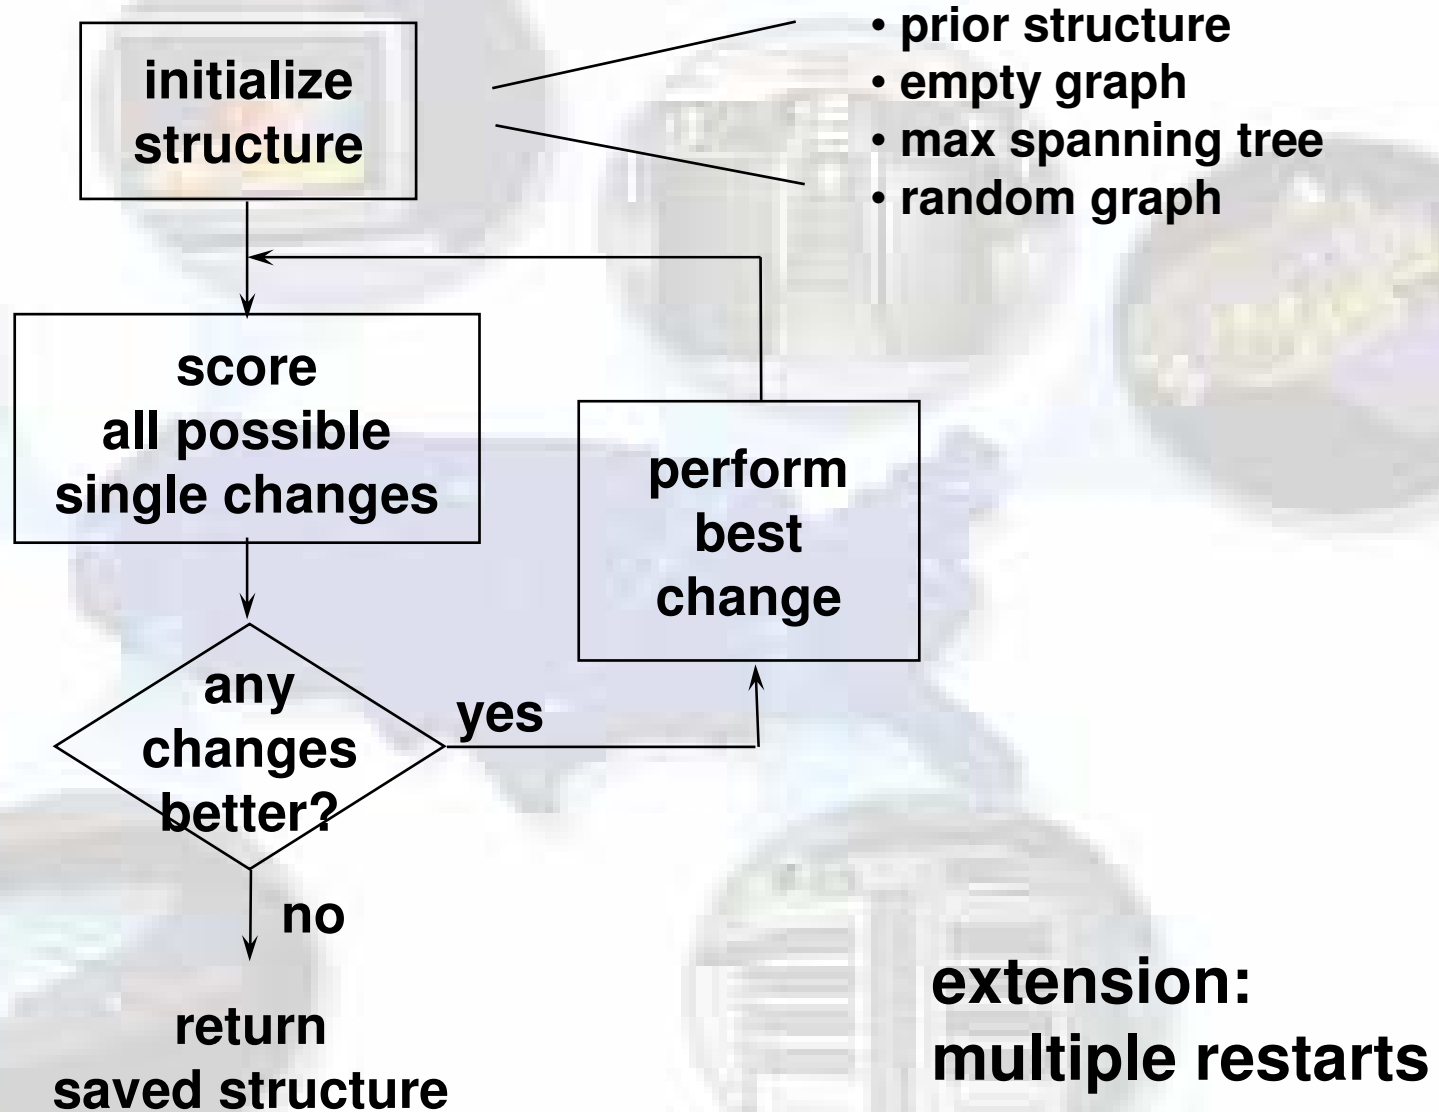 initialize
structure
• prior structure
• empty graph
• max spanning tree
• random graph
score
all possible
single changes
perform
best
change
any
changes
better?
yes
no
return
saved structure
extension:
multiple restarts